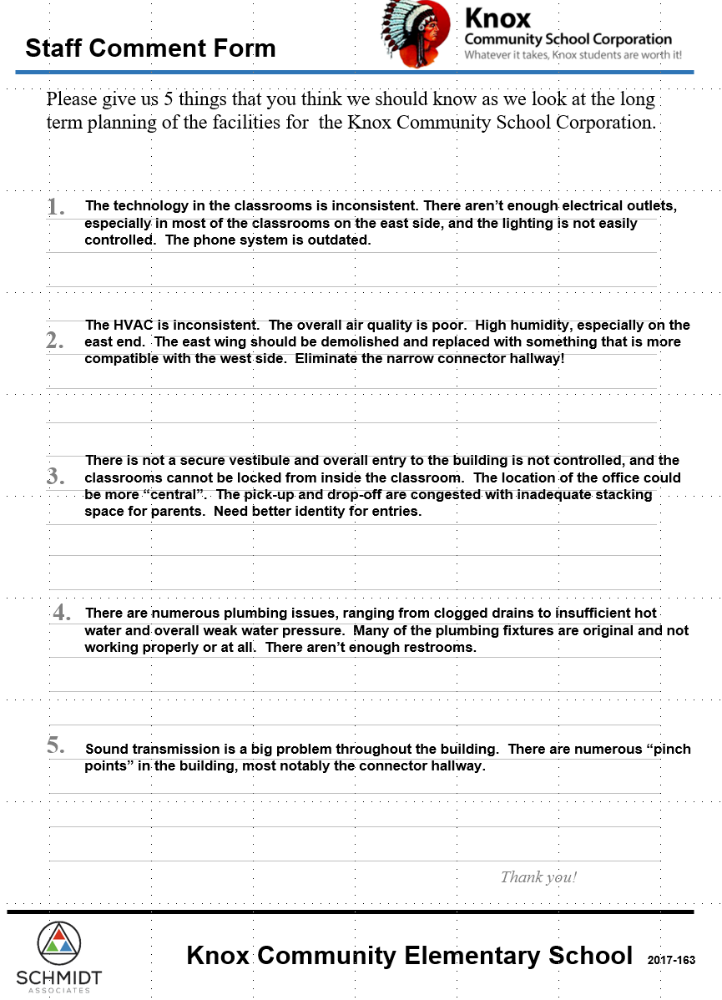 Staff Comment Form
Knox
Community School Corporation
Whatever it takes, Knox students are worth it!
Please give us 5 things that you think we should know as we look at the long
term planning of the facilities for  the Knox Community School Corporation.
1. The technology in the classrooms is inconsistent. There aren’t enough electrical outlets,
especially in most of the classrooms on the east side, and the lighting is not easily
controlled.  The phone system is outdated.
2. The HVAC is inconsistent.  The overall air quality is poor.  High humidity, especially on the
east end.  The east wing should be demolished and replaced with something that is more
compatible with the west side.  Eliminate the narrow connector hallway!
3. There is not a secure vestibule and overall entry to the building is not controlled, and the
classrooms cannot be locked from inside the classroom.  The location of the office could
be more “central”.  The pick-up and drop-off are congested with inadequate stacking
space for parents.  Need better identity for entries.
4. There are numerous plumbing issues, ranging from clogged drains to insufficient hot
water and overall weak water pressure.  Many of the plumbing fixtures are original and not
working properly or at all.  There aren’t enough restrooms.
5. Sound transmission is a big problem throughout the building.  There are numerous “pinch
points” in the building, most notably the connector hallway.
Thank you!
SCHMIDT
ASSOCIATES
Knox Community Elementary School 2017-163